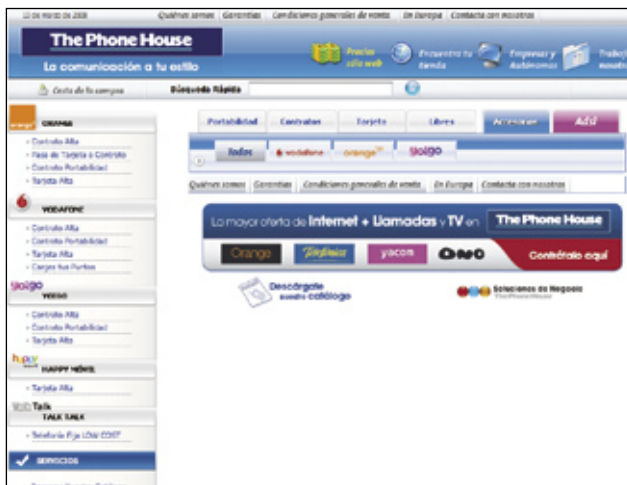 12 de marzo de 2008 Quiénes somos Garantías Condiciones generales de venta En Europa Contacta con nosotros
The Phone House
La comunicación a tu estilo
Precios sólo web
Encuentra tu tienda
Empresas y Autónomos
Cesta de la compra Búsqueda Rápida
Portabilidad Contratos Tarjeta Libres Accesorios Adsl
Todos vodafone orange yoigo
Quiénes somos Garantías Condiciones generales de venta En Europa Contacta con nosotros
La mayor oferta de Internet + Llamadas y TV en The Phone House
Orange Telefónica yacom ONO Contrátalo aquí
Descárgate nuestro catálogo
Soluciones de Negocio
The Phone House
ORANGE
Contrato Alta
Pasa de Tarjeta a Contrato
Contrato Portabilidad
Tarjeta Alta
VODAFONE
Contrato Alta
Contrato Portabilidad
Tarjeta Alta
Canjea tus Puntos
yoigo
YOIGO
Contrato Alta
Contrato Portabilidad
Tarjeta Alta
happy
HAPPY MÓVIL
Tarjeta Alta
Talk
TALK TALK
Telefonía Fija LOW COST
SERVICIOS